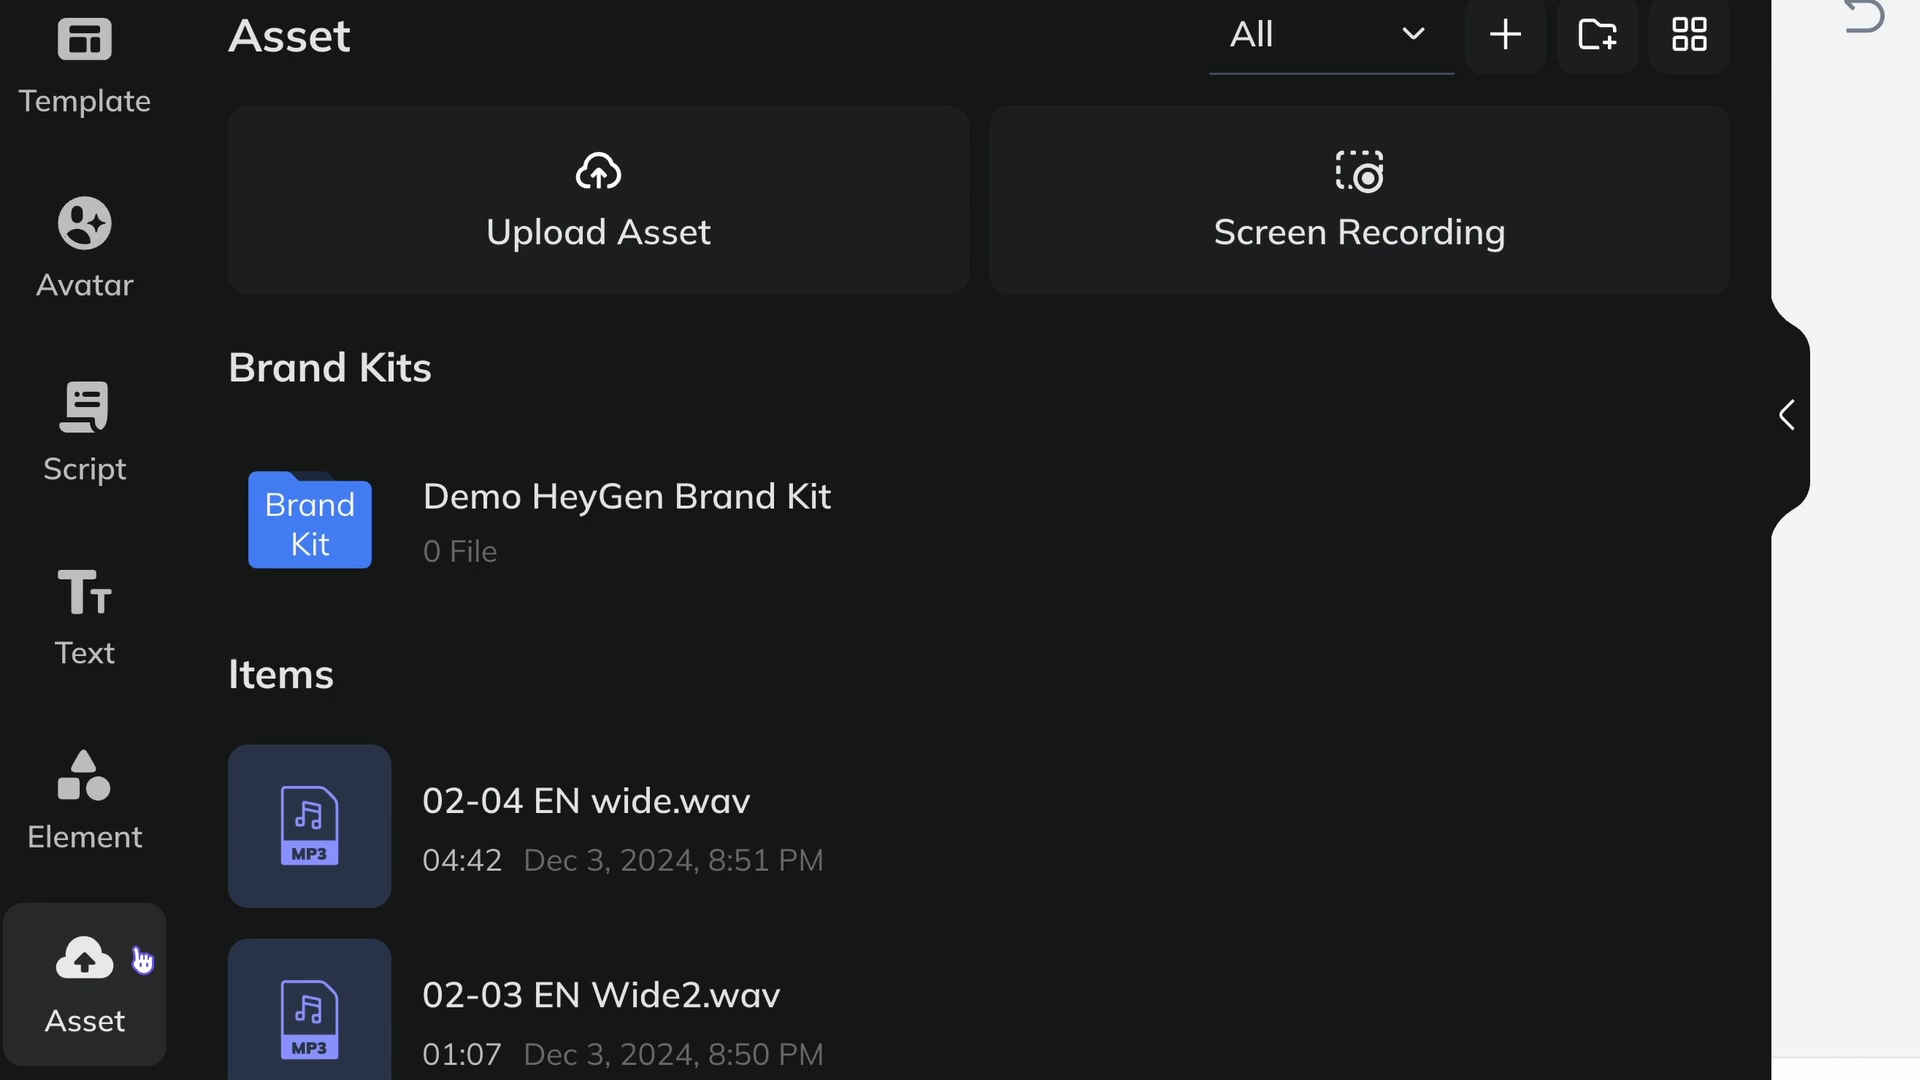 Template
Avatar
Script
Text
Element
Asset
Asset
All
Upload Asset
Screen Recording
Brand Kits
Brand
Kit
Demo HeyGen Brand Kit
0 File
Items
MP3
02-04 EN wide.wav
04:42 Dec 3, 2024, 8:51 PM
MP3
02-03 EN Wide2.wav
01:07 Dec 3, 2024, 8:50 PM